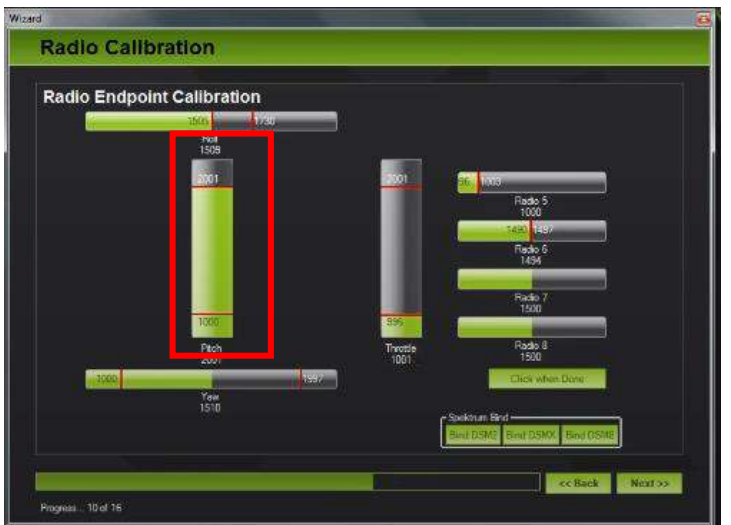 Wizard
Radio Calibration
Radio Endpoint Calibration
1505 1730
Roll
1509
2001
1000
Pitch
2001
2001
996
Throttle
1001
1000 1997
Yaw
1510
96 1003
Radio 5
1000
1490 1497
Radio 6
1494
Radio 7
1500
Radio 8
1500
Click when Done
Spektrum Bind
Bind DSM2 Bind DSMX Bind DSM8
<< Back Next >>
Progress... 10 of 16